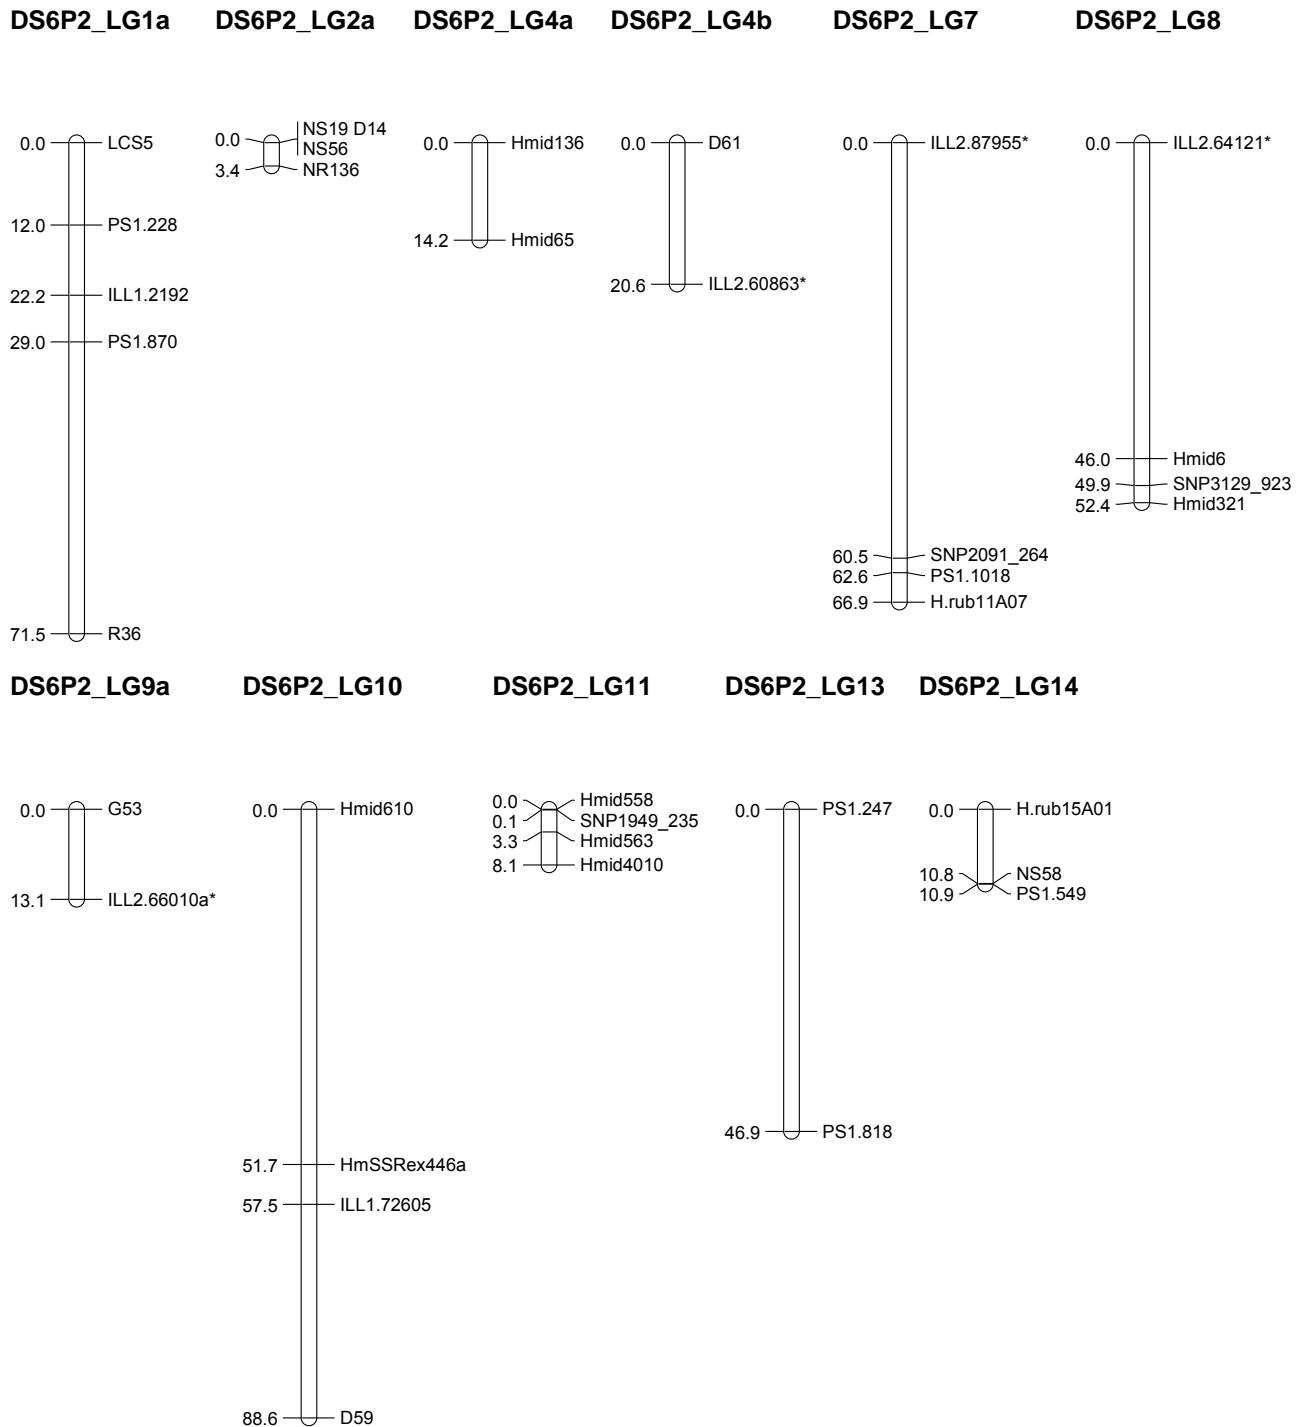 DS6P2_LG1a DS6P2_LG2a DS6P2_LG4a DS6P2_LG4b DS6P2_LG7 DS6P2_LG8
0.0 LCS5
12.0 PS1.228
22.2 ILL1.2192
29.0 PS1.870
71.5 R36
0.0 NS19 D14
NS56
3.4 NR136
0.0 Hmid136
14.2 Hmid65
0.0 D61
20.6 ILL2.60863*
0.0 ILL2.87955*
60.5 SNP2091_264
62.6 PS1.1018
66.9 H.rub11A07
0.0 ILL2.64121*
46.0 Hmid6
49.9 SNP3129_923
52.4 Hmid321
DS6P2_LG9a DS6P2_LG10 DS6P2_LG11 DS6P2_LG13 DS6P2_LG14
0.0 G53
13.1 ILL2.66010a*
0.0 Hmid610
51.7 HmSSRex446a
57.5 ILL1.72605
88.6 D59
0.0 Hmid558
0.1 SNP1949_235
3.3 Hmid563
8.1 Hmid4010
0.0 PS1.247
46.9 PS1.818
0.0 H.rub15A01
10.8 NS58
10.9 PS1.549